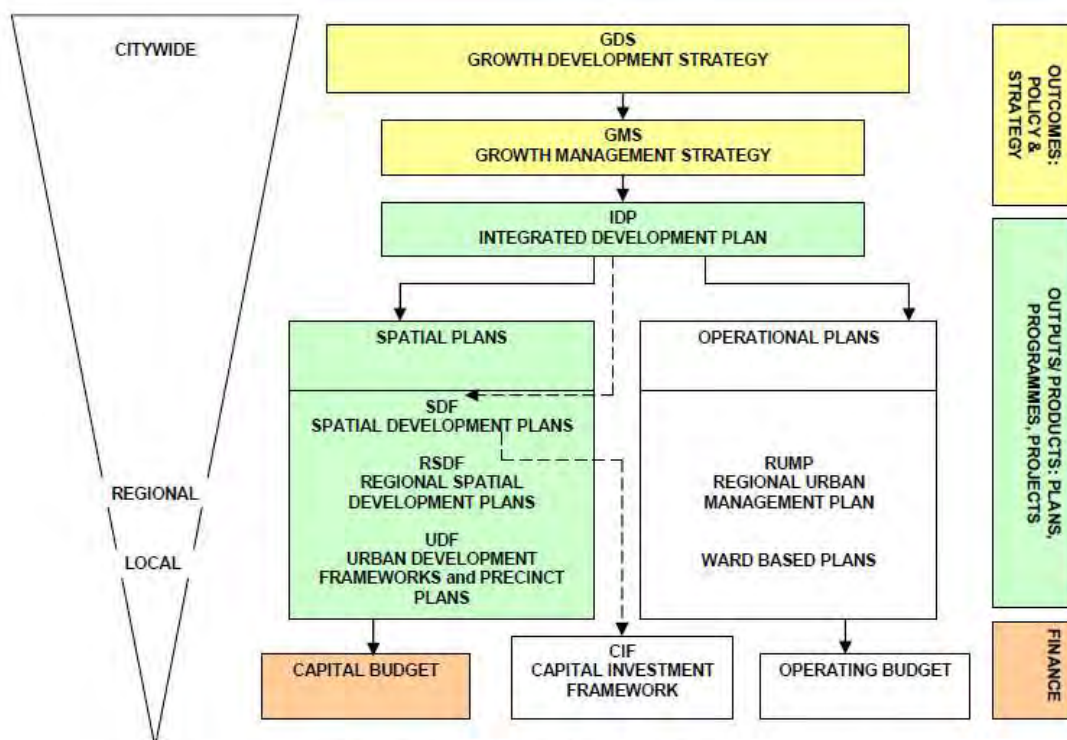 CITYWIDE
GDS
GROWTH DEVELOPMENT STRATEGY
GMS
GROWTH MANAGEMENT STRATEGY
IDP
INTEGRATED DEVELOPMENT PLAN
SPATIAL PLANS
SDF
SPATIAL DEVELOPMENT PLANS
RSDF
REGIONAL SPATIAL
DEVELOPMENT PLANS
UDF
URBAN DEVELOPMENT
FRAMEWORKS and PRECINCT
PLANS
OPERATIONAL PLANS
RUMP
REGIONAL URBAN
MANAGEMENT PLAN
WARD BASED PLANS
REGIONAL
LOCAL
CAPITAL BUDGET
CIF
CAPITAL INVESTMENT
FRAMEWORK
OPERATING BUDGET
OUTCOMES:
POLICY &
STRATEGY
OUTPUTS/ PRODUCTS: PLANS,
PROGRAMMES, PROJECTS
FINANCE